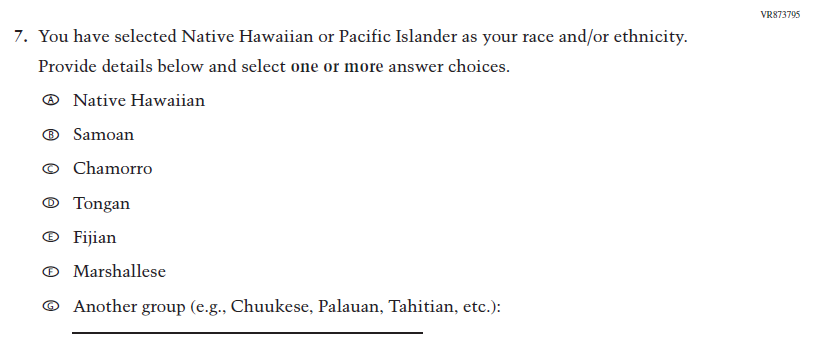 VR873795
7. You have selected Native Hawaiian or Pacific Islander as your race and/or ethnicity.
Provide details below and select one or more answer choices.
A Native Hawaiian
B Samoan
C Chamorro
D Tongan
E Fijian
F Marshallese
G Another group (e.g., Chuukese, Palauan, Tahitian, etc.):